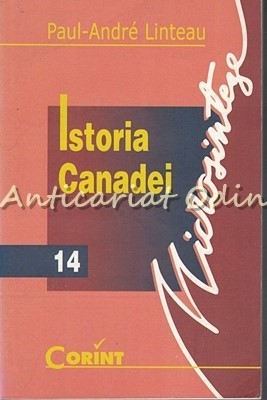 Paul-André Linteau
Istoria
Canadei
Anticariat Odin
Microsinteze
14
CORINT